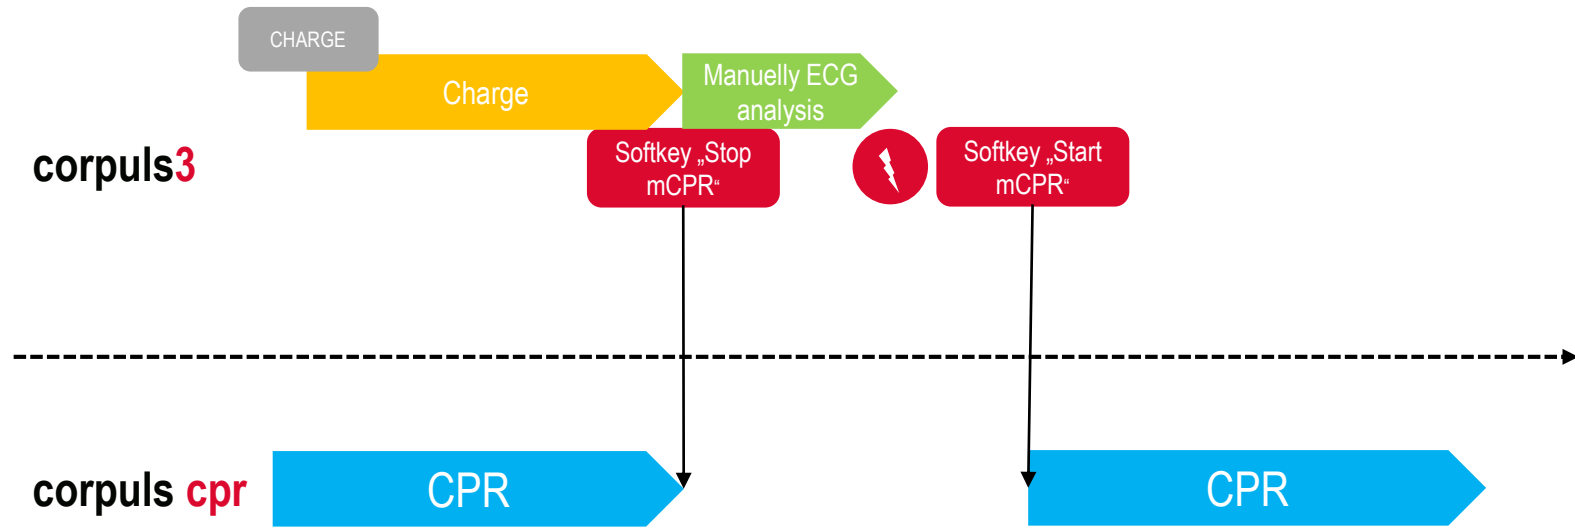 CHARGE
Charge
Manuelly ECG
analysis
corpuls3
Softkey „Stop
mCPR“
Softkey „Start
mCPR“
corpuls cpr
CPR
CPR